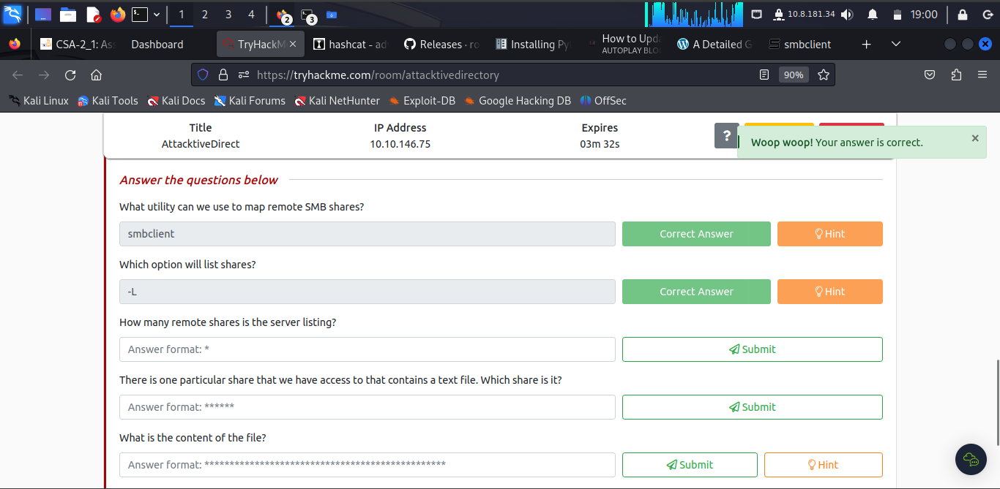 1 2 3 4 2 3 10.8.181.34 19:00
CSA-2_1: Ass Dashboard TryHackM hashcat - ad Releases · ro Installing Py How to Upd A Detailed G smbclient
AUTOPLAY BLOC
https://tryhackme.com/room/attacktivedirectory 90%
Kali Linux Kali Tools Kali Docs Kali Forums Kali NetHunter Exploit-DB Google Hacking DB OffSec
Title IP Address Expires
AttacktiveDirect 10.10.146.75 03m 32s ?
Woop woop! Your answer is correct. ×
Answer the questions below
What utility can we use to map remote SMB shares?
smbclient Correct Answer Hint
Which option will list shares?
-L Correct Answer Hint
How many remote shares is the server listing?
Answer format: * Submit
There is one particular share that we have access to that contains a text file. Which share is it?
Answer format: ****** Submit
What is the content of the file?
Answer format: ************************************************ Submit Hint